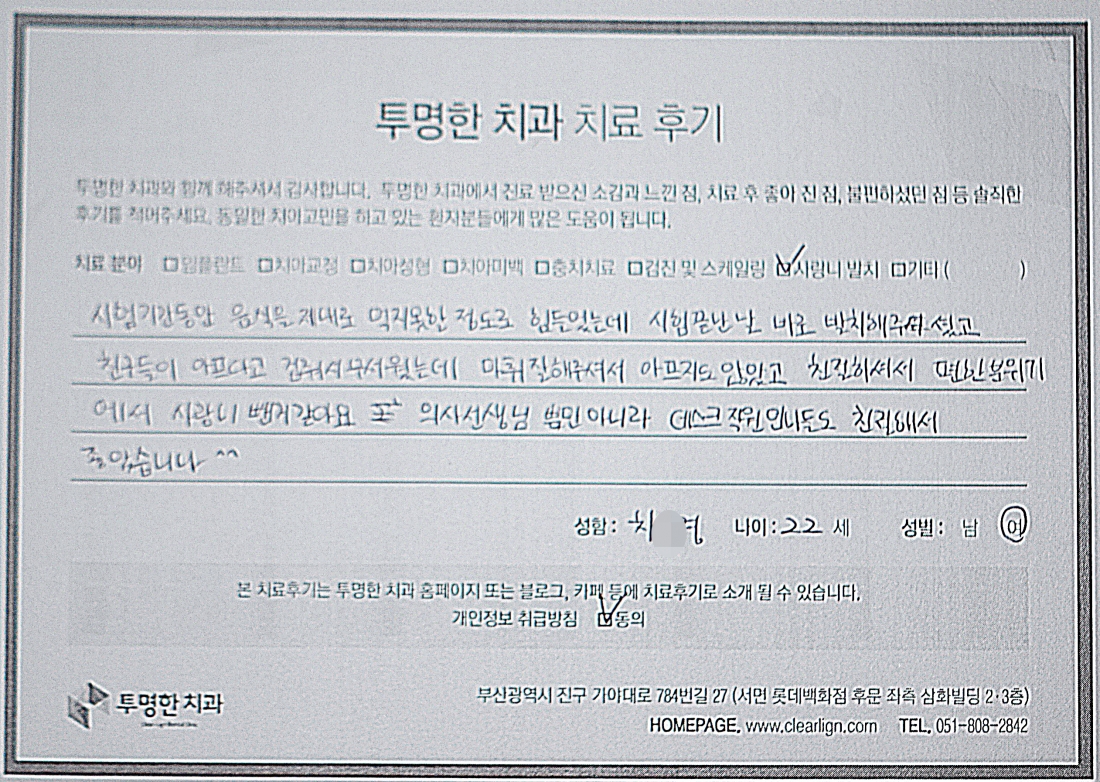 투명한 치과 치료 후기
투명한 치과와 함께 해주셔서 감사합니다. 투명한 치과에서 진료 받으신 소감과 느낀 점, 치료 후 좋아 진 점, 불편하셨던 점 등 솔직한
후기를 적어주세요. 동일한 치아고민을 하고 있는 환자분들에게 많은 도움이 됩니다.
치료 분야 □임플란트 □치아교정 □치아성형 □치아미백 □충치치료 □검진 및 스케일링 ☑사랑니 발치 □기타 ( )
시험기간동안 음식을 제대로 먹지못한 정도로 힘든있는데 시험끝난날 바로 발치해주셨고
친구들이 아프다고 겁줘서 무서웠는데 마취 잘해주셔서 아프지도 않았고 친절하셔서 편안한 분위기
에서 사랑니 뺀거같아요 또 의사선생님 뿐만 아니라 데스크 직원언니들도 친절해서
좋았습니다 ^^
성함: 최 영 나이: 22 세 성별: 남 여
본 치료후기는 투명한 치과 홈페이지 또는 블로그, 카페 등에 치료후기로 소개 될 수 있습니다.
개인정보 취급방침 ☑동의
투명한 치과
부산광역시 진구 가야대로 784번길 27 (서면 롯데백화점 후문 좌측 삼화빌딩 2·3층)
HOMEPAGE. www.clearlign.com TEL. 051-808-2842